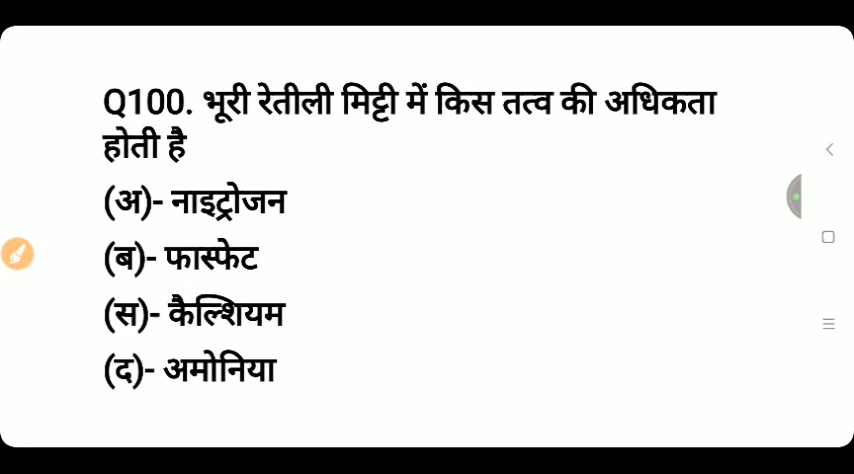 Q100. भूरी रेतीली मिट्टी में किस तत्व की अधिकता
होती है
(अ)- नाइट्रोजन
(ब)- फास्फेट
(स)- कैल्शियम
(द)- अमोनिया